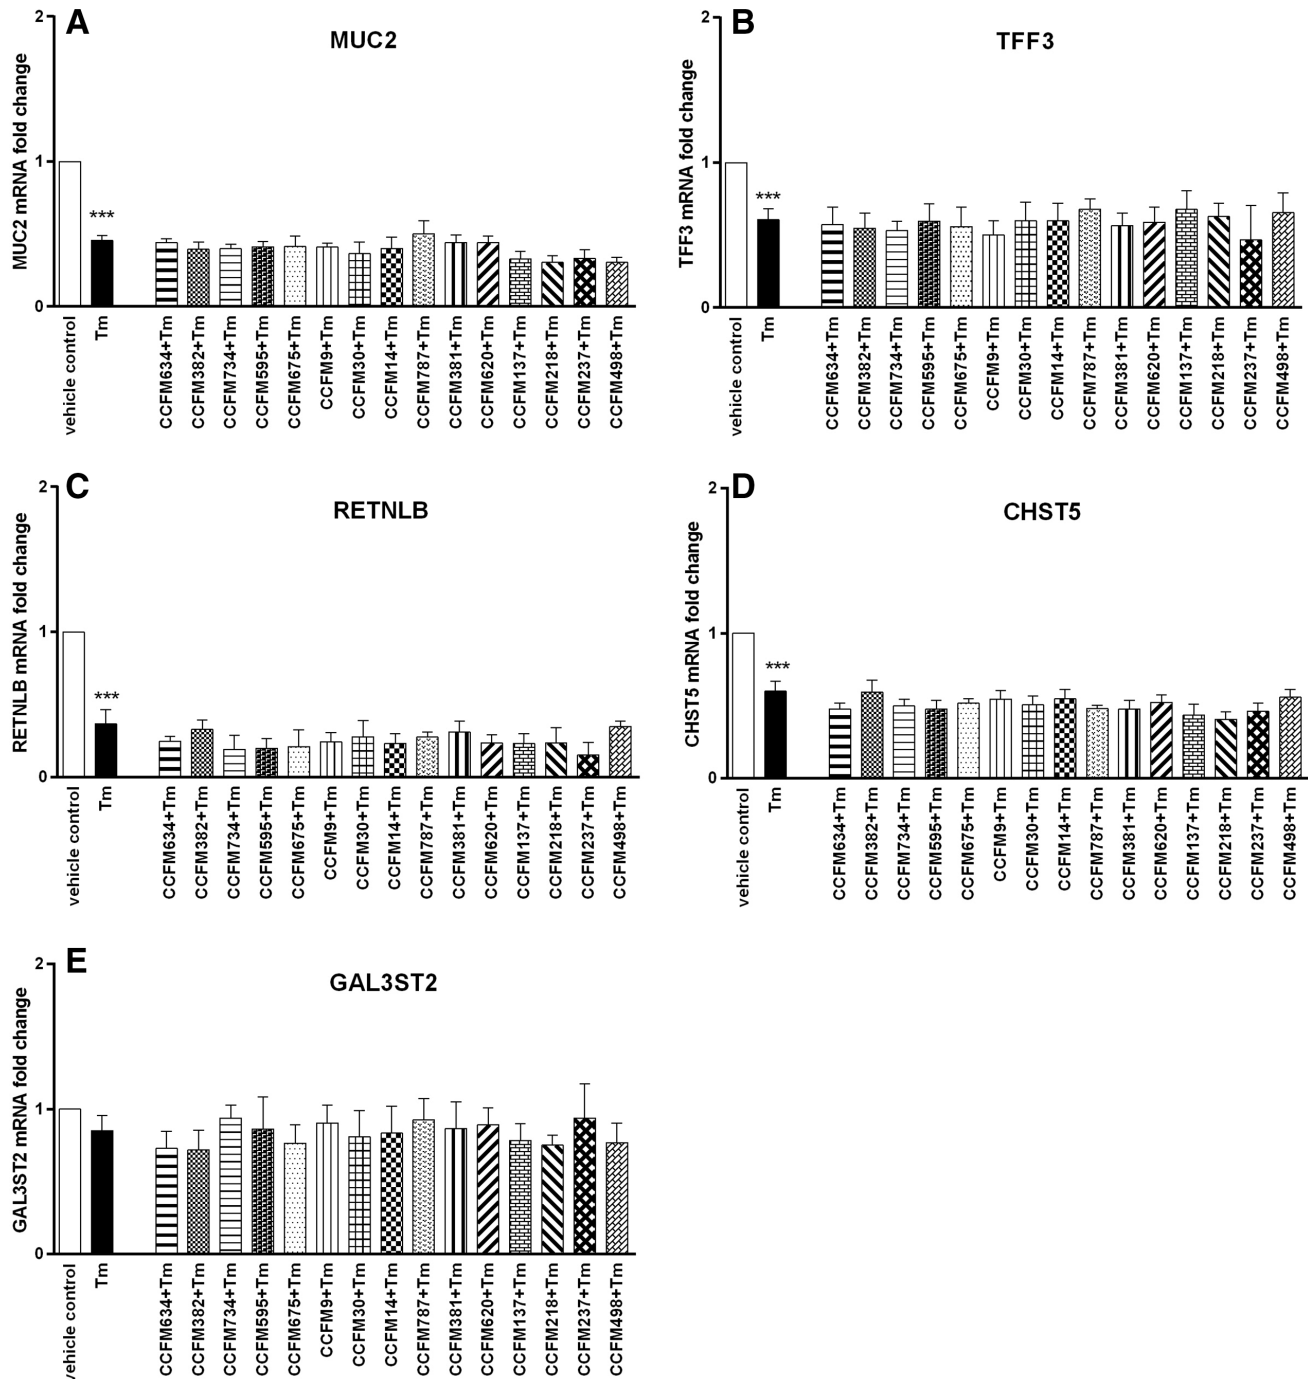 A
MUC2
MUC2 mRNA fold change
2
1
0
***
vehicle control
Tm
CCFM634+Tm
CCFM382+Tm
CCFM734+Tm
CCFM595+Tm
CCFM675+Tm
CCFM9+Tm
CCFM30+Tm
CCFM14+Tm
CCFM787+Tm
CCFM381+Tm
CCFM620+Tm
CCFM137+Tm
CCFM218+Tm
CCFM237+Tm
CCFM498+Tm
B
TFF3
TFF3 mRNA fold change
2
1
0
***
vehicle control
Tm
CCFM634+Tm
CCFM382+Tm
CCFM734+Tm
CCFM595+Tm
CCFM675+Tm
CCFM9+Tm
CCFM30+Tm
CCFM14+Tm
CCFM787+Tm
CCFM381+Tm
CCFM620+Tm
CCFM137+Tm
CCFM218+Tm
CCFM237+Tm
CCFM498+Tm
C
RETNLB
RETNLB mRNA fold change
2
1
0
***
vehicle control
Tm
CCFM634+Tm
CCFM382+Tm
CCFM734+Tm
CCFM595+Tm
CCFM675+Tm
CCFM9+Tm
CCFM30+Tm
CCFM14+Tm
CCFM787+Tm
CCFM381+Tm
CCFM620+Tm
CCFM137+Tm
CCFM218+Tm
CCFM237+Tm
CCFM498+Tm
D
CHST5
CHST5 mRNA fold change
2
1
0
***
vehicle control
Tm
CCFM634+Tm
CCFM382+Tm
CCFM734+Tm
CCFM595+Tm
CCFM675+Tm
CCFM9+Tm
CCFM30+Tm
CCFM14+Tm
CCFM787+Tm
CCFM381+Tm
CCFM620+Tm
CCFM137+Tm
CCFM218+Tm
CCFM237+Tm
CCFM498+Tm
E
GAL3ST2
GAL3ST2 mRNA fold change
2
1
0
vehicle control
Tm
CCFM634+Tm
CCFM382+Tm
CCFM734+Tm
CCFM595+Tm
CCFM675+Tm
CCFM9+Tm
CCFM30+Tm
CCFM14+Tm
CCFM787+Tm
CCFM381+Tm
CCFM620+Tm
CCFM137+Tm
CCFM218+Tm
CCFM237+Tm
CCFM498+Tm